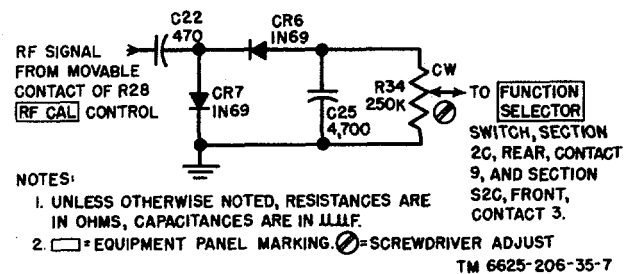 C22
470
CR6
1N69
RF SIGNAL
FROM MOVABLE
CONTACT OF R28
RF CAL CONTROL
CR7
1N69
C25
4,700
R34
250K
CW
TO FUNCTION
SELECTOR
SWITCH, SECTION
2C, REAR, CONTACT
9, AND SECTION
S2C, FRONT,
CONTACT 3.
NOTES:
1. UNLESS OTHERWISE NOTED, RESISTANCES ARE
IN OHMS, CAPACITANCES ARE IN µµF.
2. = EQUIPMENT PANEL MARKING. =SCREWDRIVER ADJUST
TM 6625-206-35-7